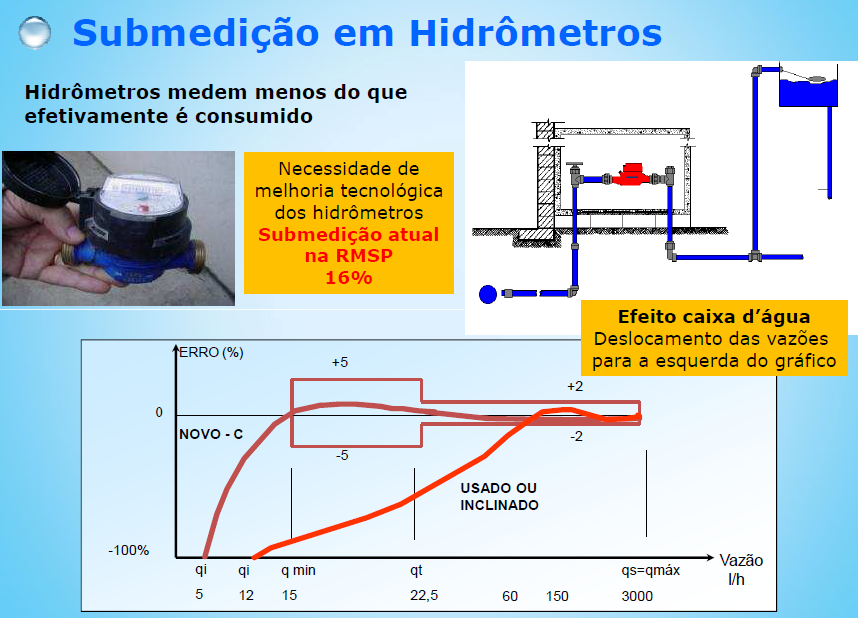 Submedição em Hidrômetros
Hidrômetros medem menos do que
efetivamente é consumido
Necessidade de
melhoria tecnológica
dos hidrômetros
Submedição atual
na RMSP
16%
Efeito caixa d’água
Deslocamento das vazões
para a esquerda do gráfico
ERRO (%)
+5
+2
0
NOVO - C
-5
-2
USADO OU
INCLINADO
-100%
qi qi q min qt qs=qmáx
5 12 15 22,5 60 150 3000
Vazão
l/h